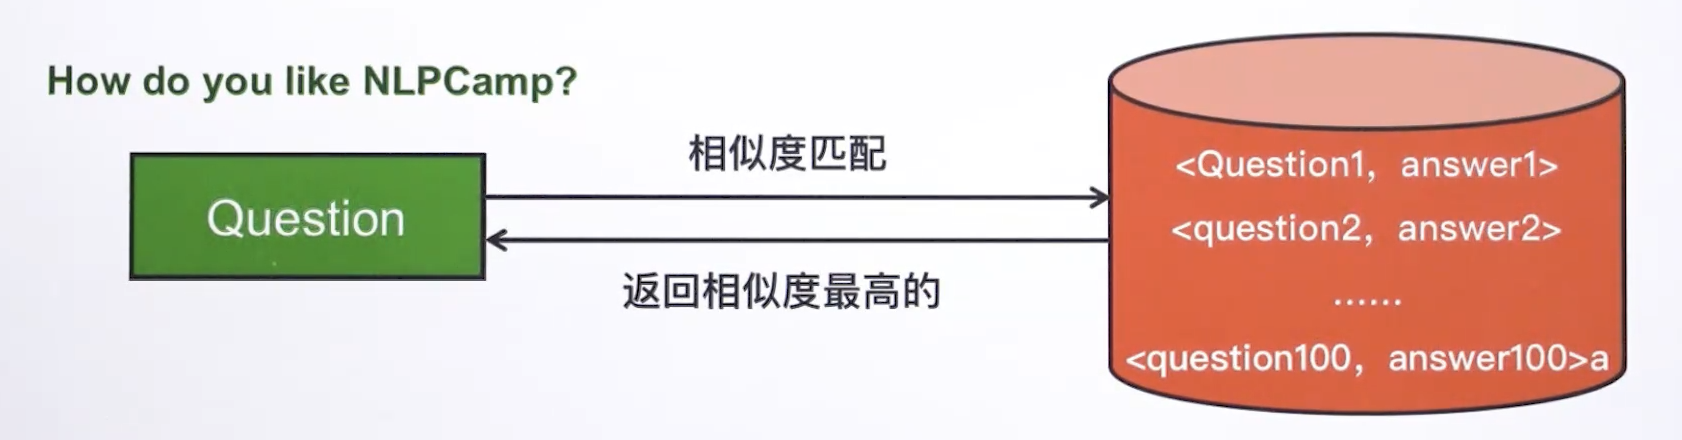 How do you like NLPCamp?
相似度匹配
Question
返回相似度最高的
<Question1， answer1>
<question2， answer2>
......
<question100， answer100>a